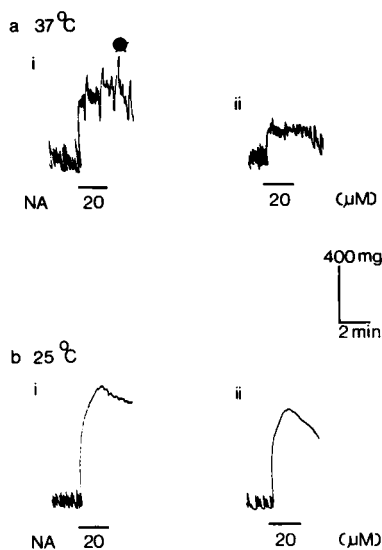 a 37 °C
i
ii
NA 20 20 (µM)
400 mg
2 min
b 25 °C
i
ii
NA 20 20 (µM)